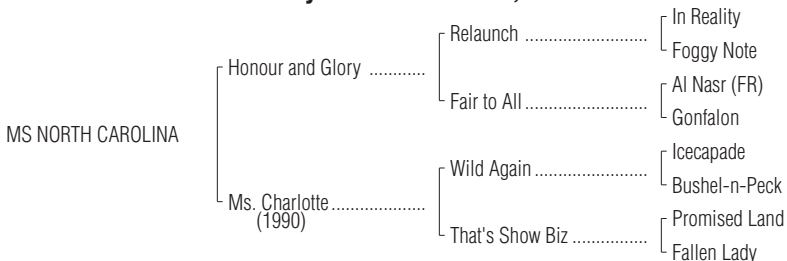 In Reality
Relaunch ............................
Foggy Note
Honour and Glory ............
Al Nasr (FR)
Fair to All ............................
Gonfalon
MS NORTH CAROLINA
Icecapade
Wild Again ..........................
Bushel-n-Peck
Ms. Charlotte ....................
(1990)
Promised Land
That's Show Biz ................
Fallen Lady